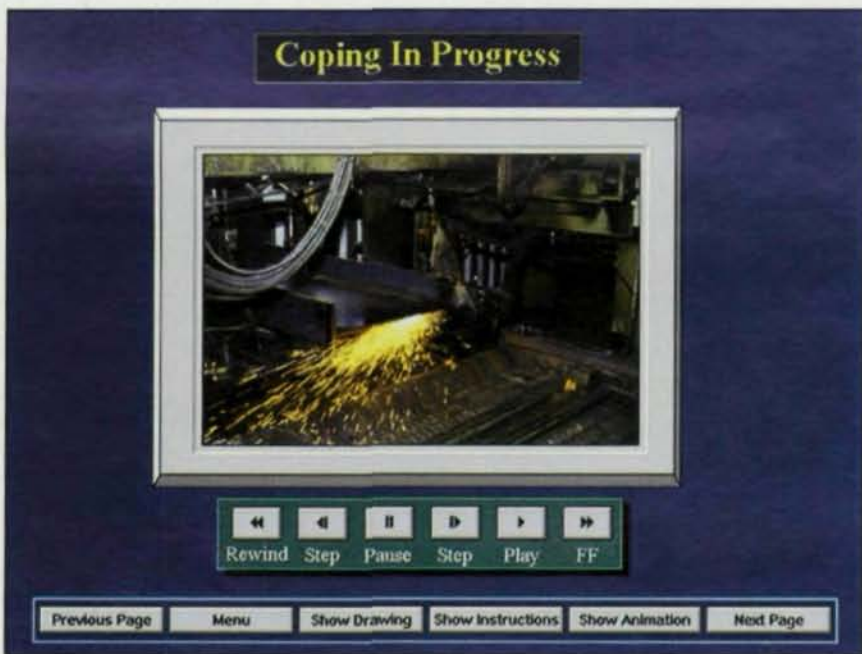 Coping In Progress
Rewind Step Pause Step Play FF
Previous Page Menu Show Drawing Show Instructions Show Animation Next Page